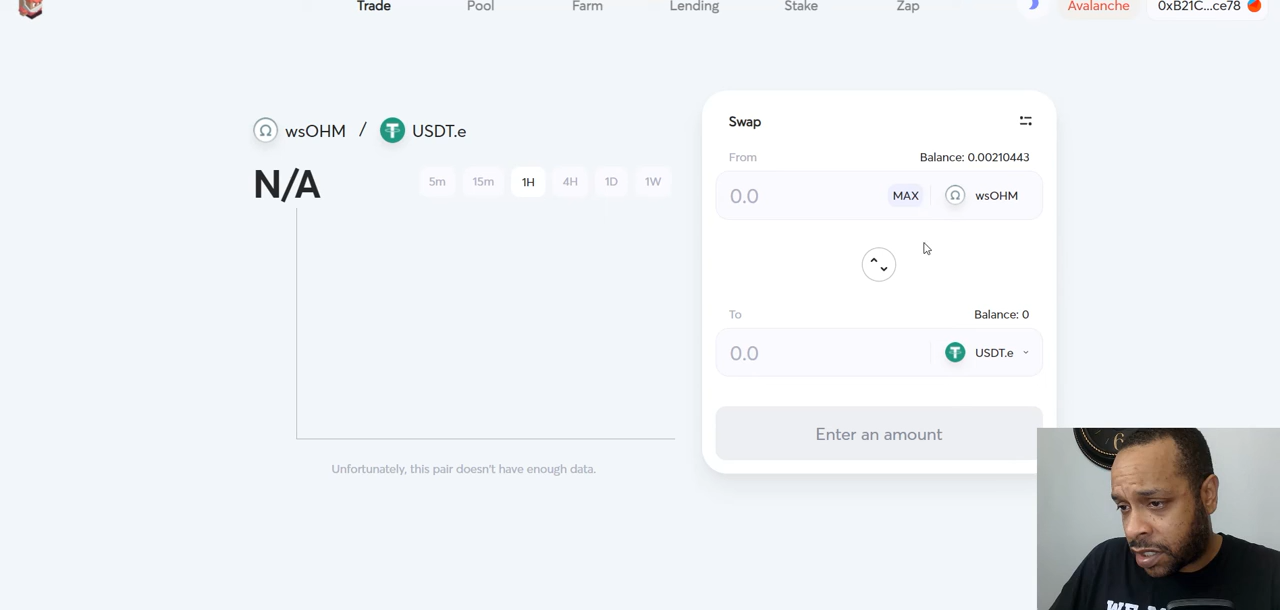 Trade Pool Farm Lending Stake Zap Avalanche 0xB21C...ce78
wsOHM / USDT.e
N/A
5m 15m 1H 4H 1D 1W
Unfortunately, this pair doesn't have enough data.
Swap
From Balance: 0.00210443
0.0 MAX wsOHM
To Balance: 0
0.0 USDT.e
Enter an amount
6